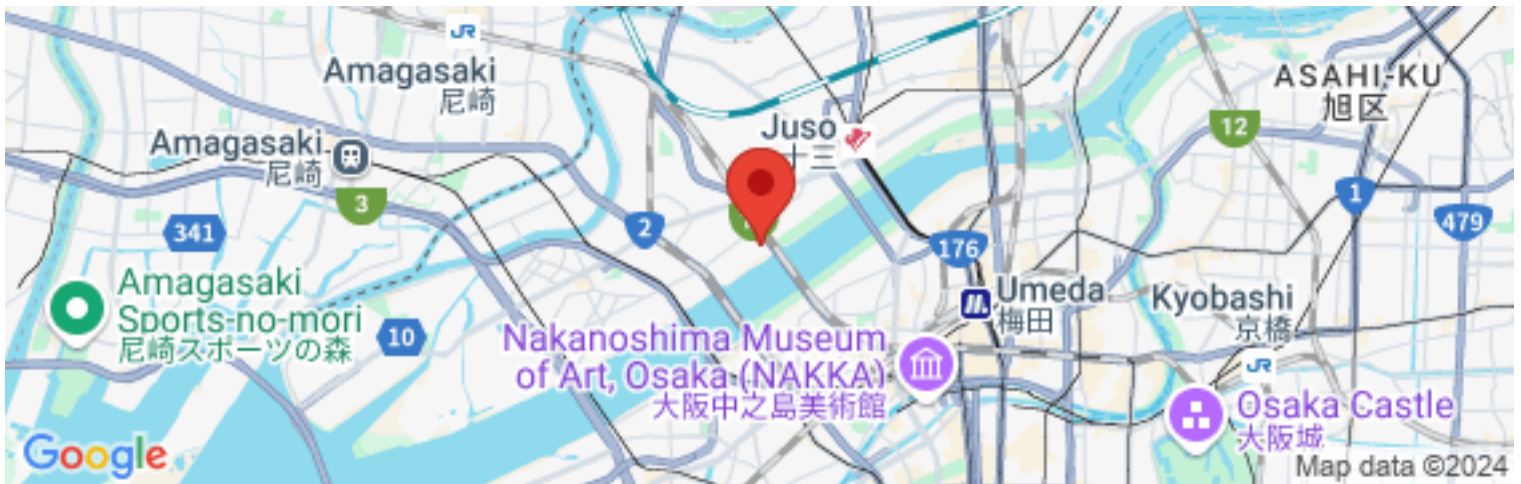 JR
Amagasaki
尼崎
ASAHI-KU
旭区
12
Juso
十三
Amagasaki
尼崎
3
1
341
2
479
176
Amagasaki
Sports-no-mori
尼崎スポーツの森
10
Umeda
梅田
Kyobashi
京橋
JR
Nakanoshima Museum
of Art, Osaka (NAKKA)
大阪中之島美術館
Osaka Castle
大阪城
Google
Map data ©2024